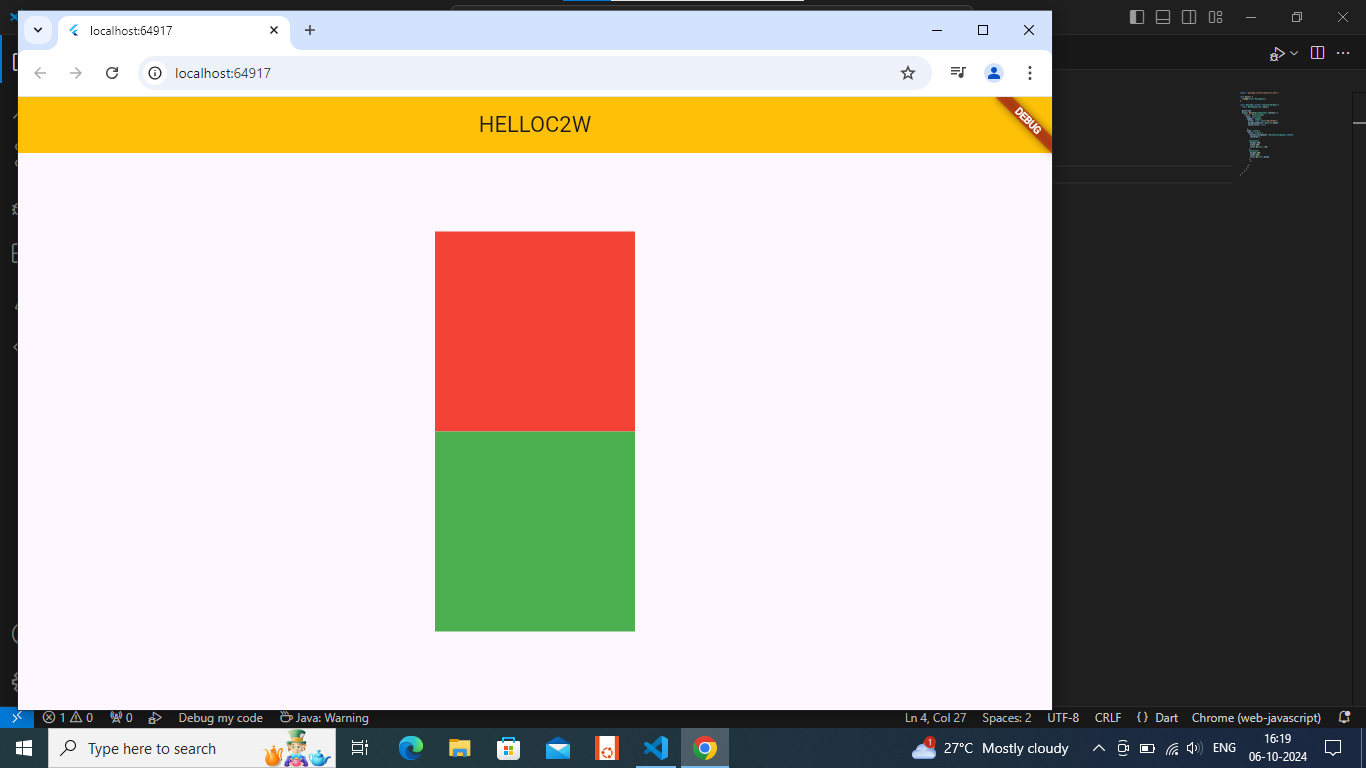 localhost:64917
localhost:64917
HELLOC2W
DEBUG
1 0 0 Debug my code Java: Warning Ln 4, Col 27 Spaces: 2 UTF-8 CRLF {} Dart Chrome (web-javascript)
Type here to search 1 27°C Mostly cloudy ENG 16:19
06-10-2024